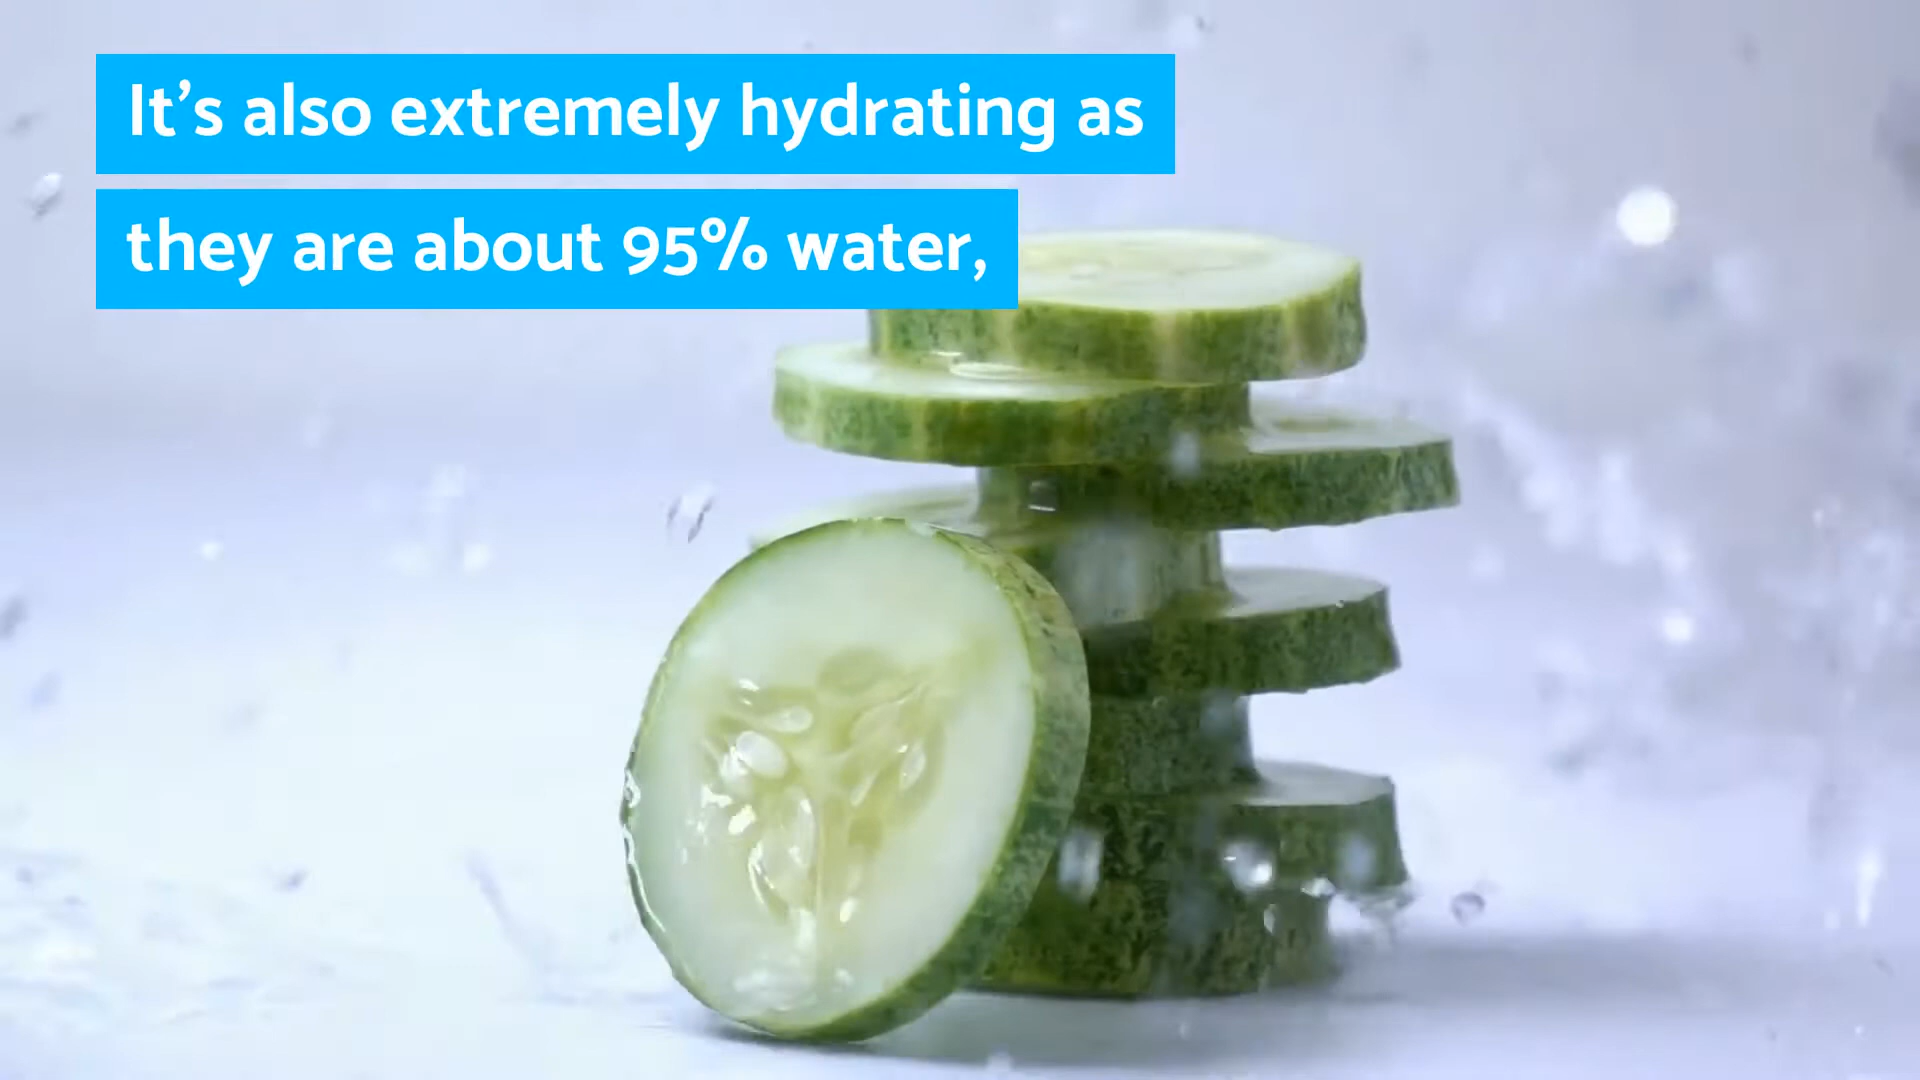 It’s also extremely hydrating as
they are about 95% water,